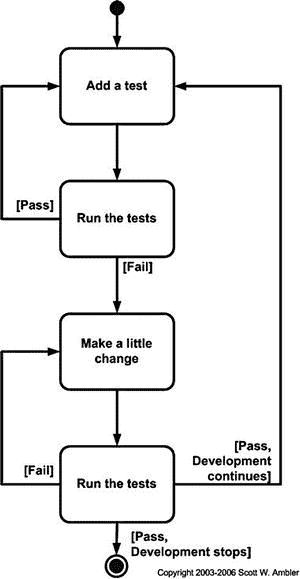 Add a test
[Pass]
Run the tests
[Fail]
Make a little
change
[Fail]
Run the tests
[Pass,
Development
continues]
[Pass,
Development stops]
Copyright 2003-2006 Scott W. Ambler